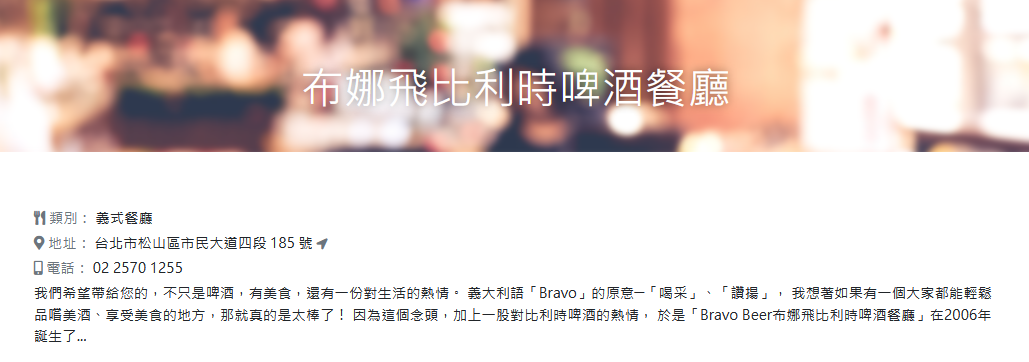 布娜飛比利時啤酒餐廳
類別： 義式餐廳
地址： 台北市松山區市民大道四段 185 號
電話： 02 2570 1255
我們希望帶給您的，不只是啤酒，有美食，還有一份對生活的熱情。 義大利語「Bravo」的原意─「喝采」、「讚揚」， 我想著如果有一個大家都能輕鬆
品嚐美酒、享受美食的地方，那就真的是太棒了！ 因為這個念頭，加上一股對比利時啤酒的熱情， 於是「Bravo Beer布娜飛比利時啤酒餐廳」在2006年
誕生了...